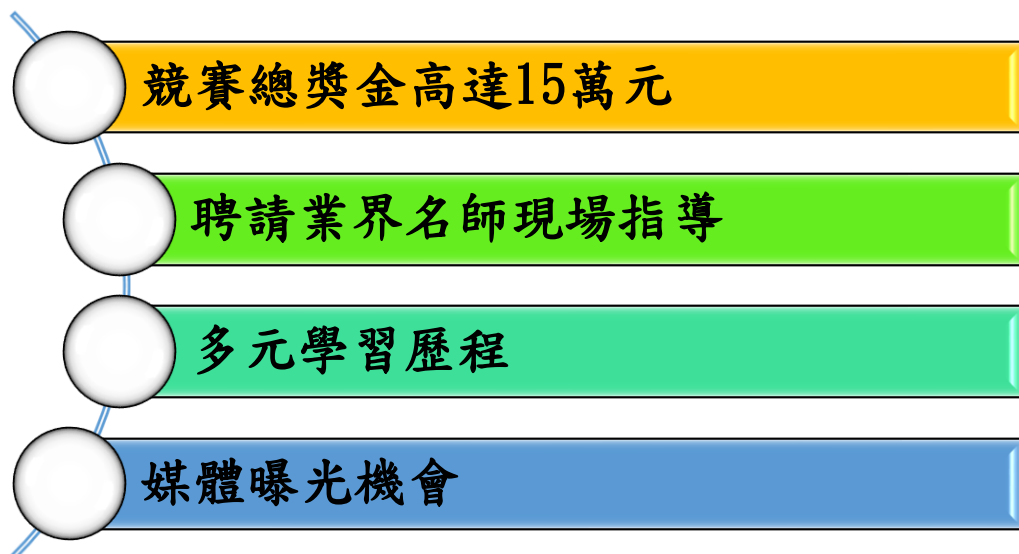 競賽總獎金高達15萬元
聘請業界名師現場指導
多元學習歷程
媒體曝光機會